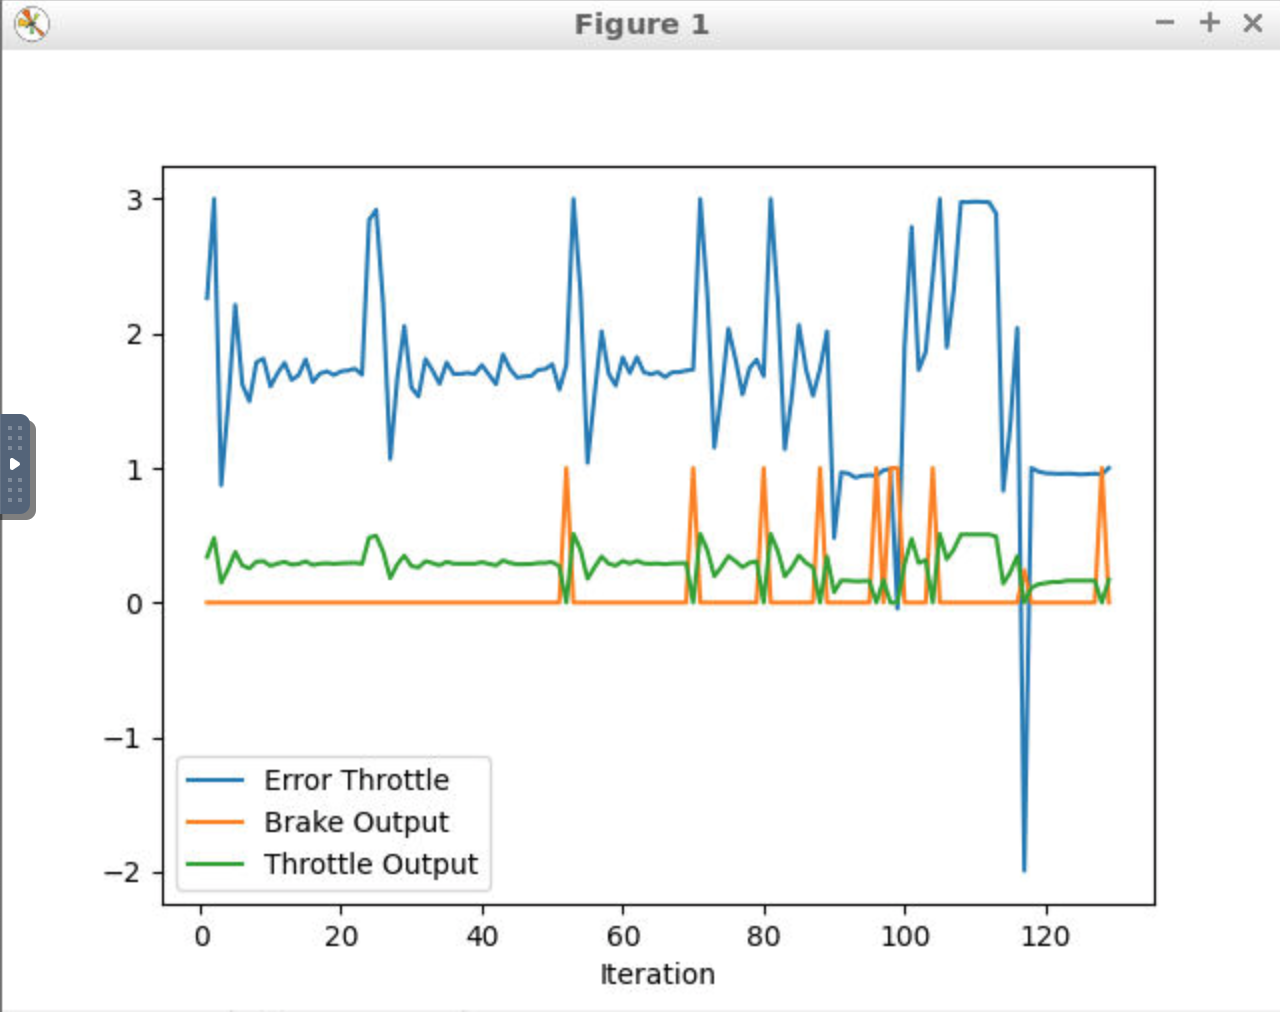 Figure 1
3
2
1
0
−1
−2
Error Throttle
Brake Output
Throttle Output
0 20 40 60 80 100 120
Iteration